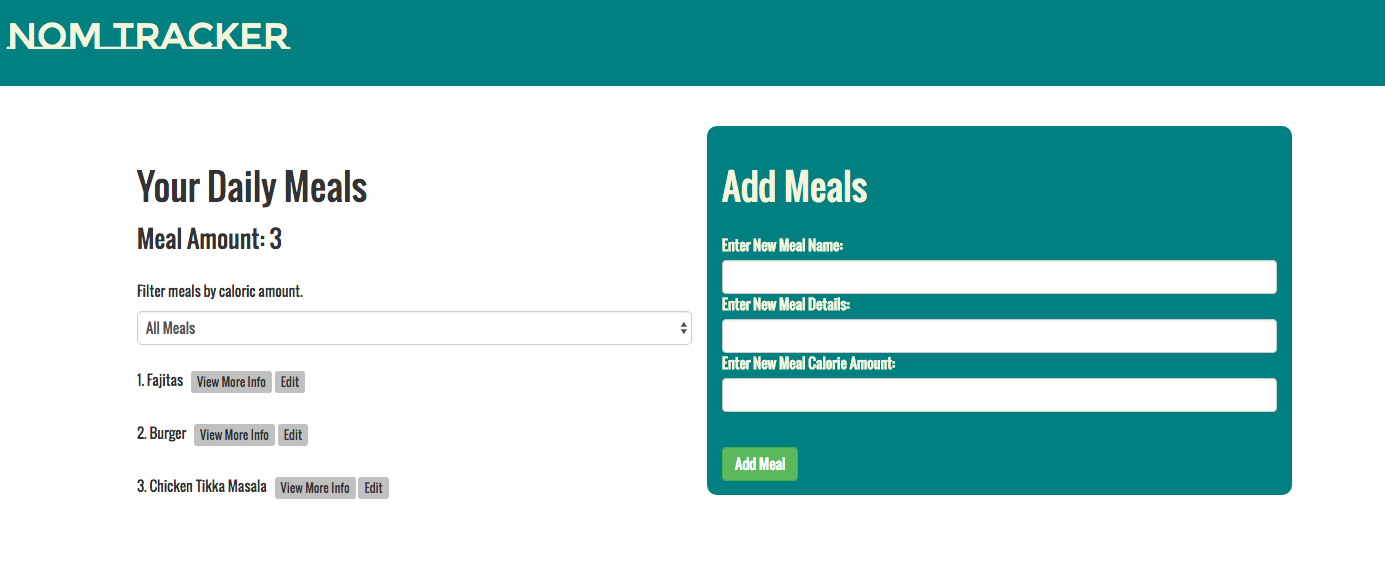 NOM TRACKER
Your Daily Meals
Meal Amount: 3
Filter meals by caloric amount.
All Meals
1. Fajitas View More Info Edit
2. Burger View More Info Edit
3. Chicken Tikka Masala View More Info Edit
Add Meals
Enter New Meal Name:
Enter New Meal Details:
Enter New Meal Calorie Amount:
Add Meal